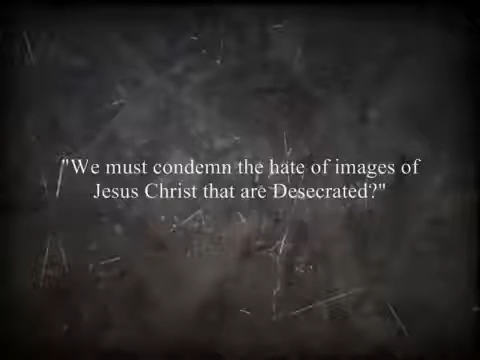 "We must condemn the hate of images of
Jesus Christ that are Desecrated?"